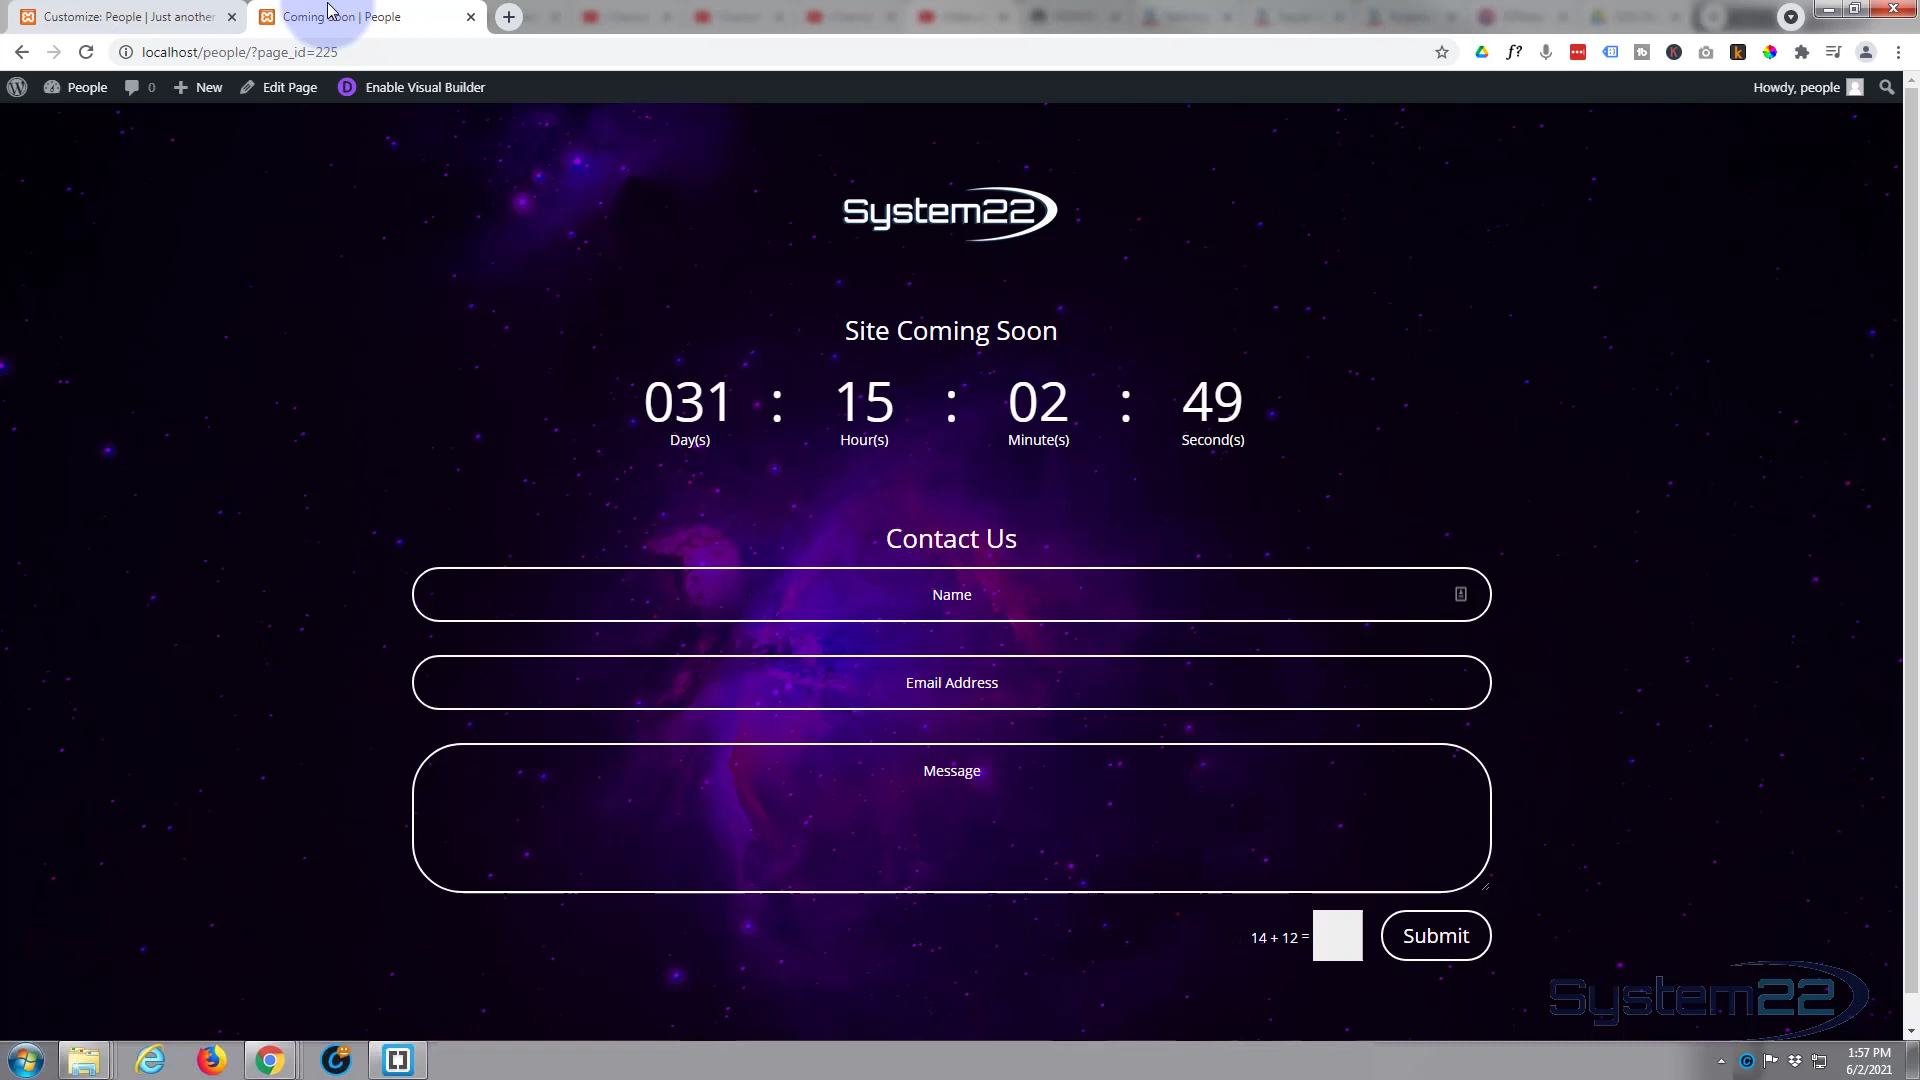 Customize: People | Just another
Coming Soon | People
localhost/people/?page_id=225
People
0
New
Edit Page
Enable Visual Builder
Howdy, people
System22
Site Coming Soon
031 : 15 : 02 : 49
Day(s) Hour(s) Minute(s) Second(s)
Contact Us
Name
Email Address
Message
14 + 12 =
Submit
System22
1:57 PM
6/2/2021